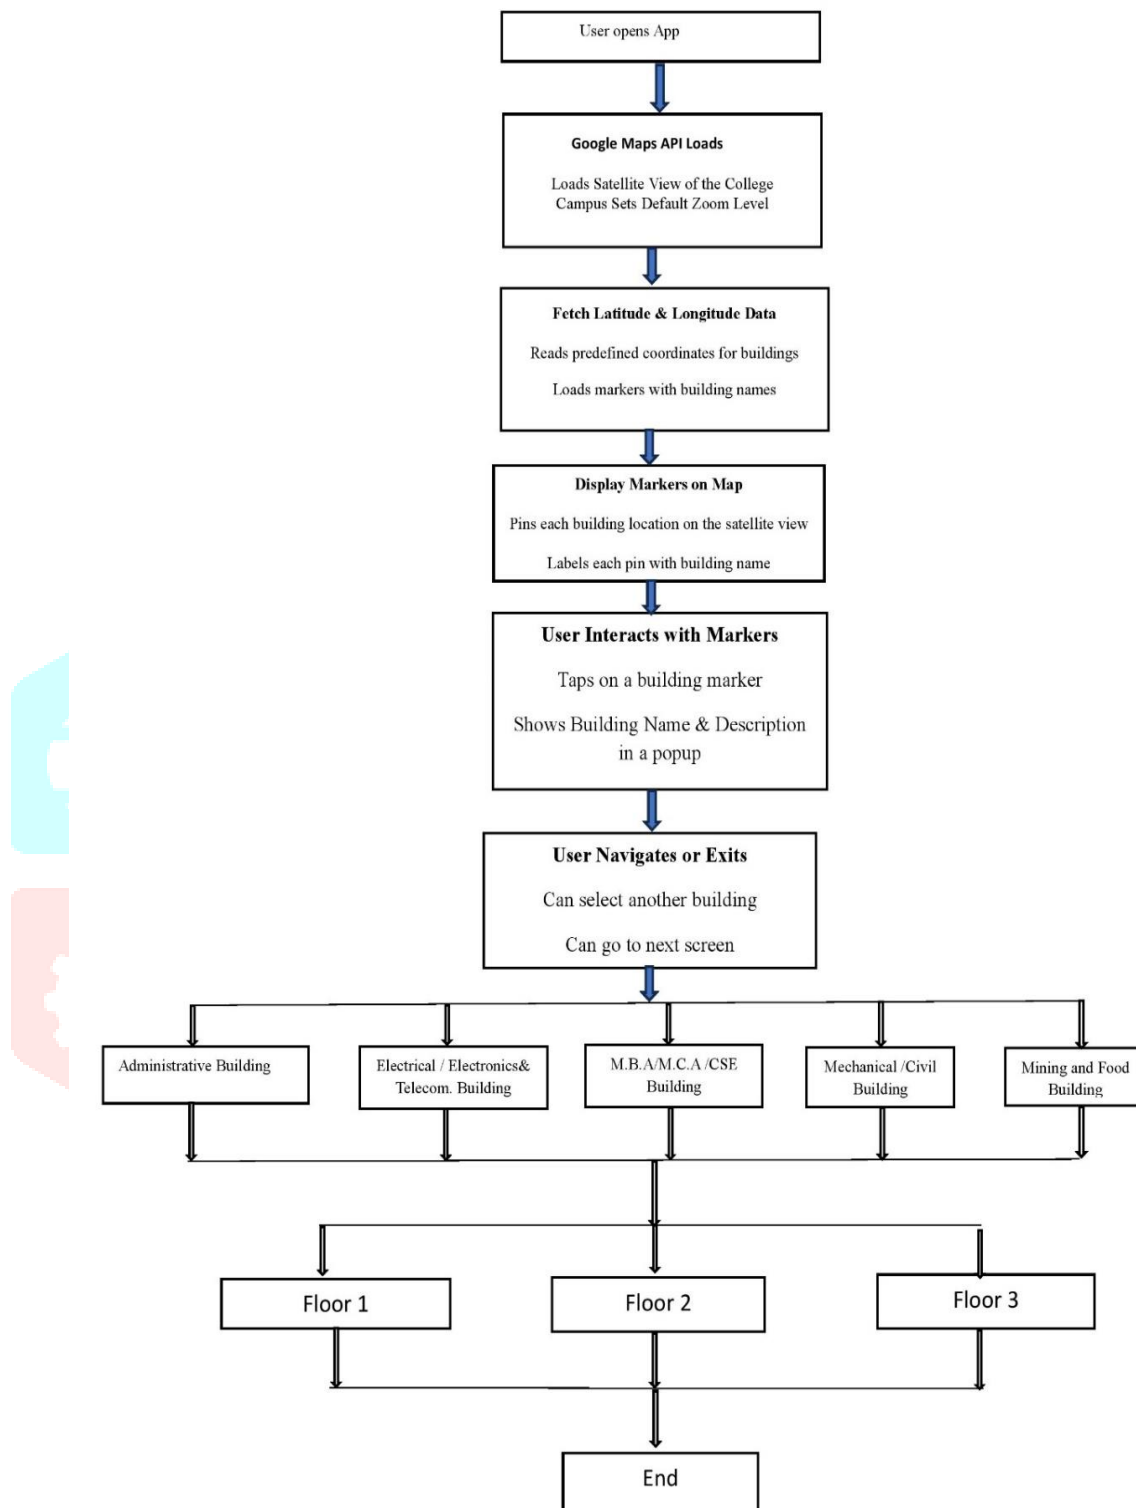 User opens App
Google Maps API Loads
Loads Satellite View of the College
Campus Sets Default Zoom Level
Fetch Latitude & Longitude Data
Reads predefined coordinates for buildings
Loads markers with building names
Display Markers on Map
Pins each building location on the satellite view
Labels each pin with building name
User Interacts with Markers
Taps on a building marker
Shows Building Name & Description
in a popup
User Navigates or Exits
Can select another building
Can go to next screen
Administrative Building
Electrical / Electronics&
Telecom. Building
M.B.A/M.C.A /CSE
Building
Mechanical /Civil
Building
Mining and Food
Building
Floor 1
Floor 2
Floor 3
End